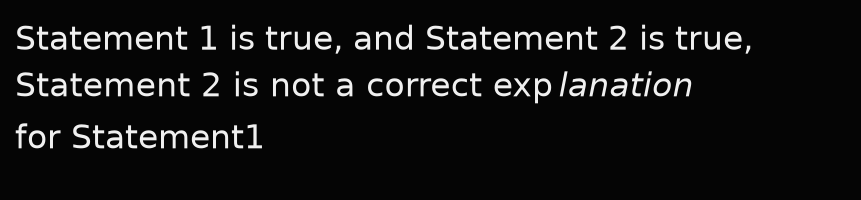 Statement 1 is true, and Statement 2 is true,
Statement 2 is not a correct explanation
for Statement1